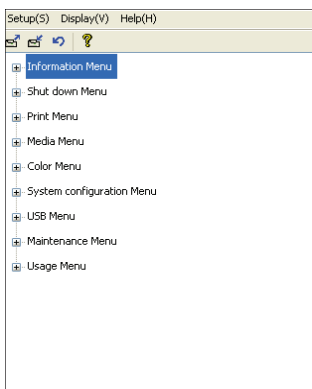 Setup(S) Display(V) Help(H)
Information Menu
Shut down Menu
Print Menu
Media Menu
Color Menu
System configuration Menu
USB Menu
Maintenance Menu
Usage Menu